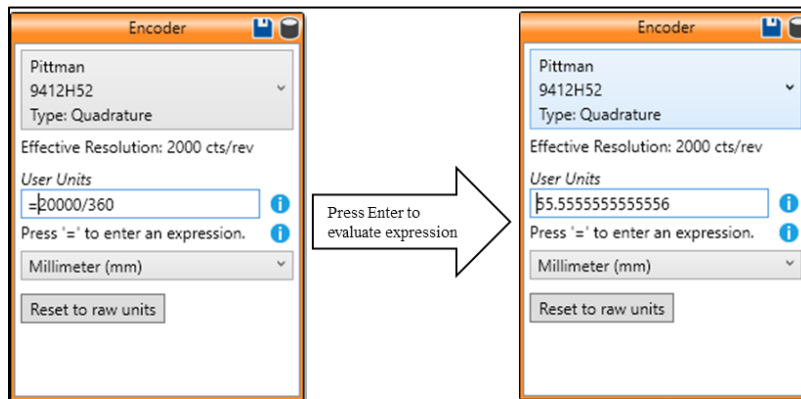 Encoder
Pittman
9412H52
Type: Quadrature
Effective Resolution: 2000 cts/rev
User Units
=20000/360
Press '=' to enter an expression.
Millimeter (mm)
Reset to raw units
Press Enter to
evaluate expression
Encoder
Pittman
9412H52
Type: Quadrature
Effective Resolution: 2000 cts/rev
User Units
55.5555555555556
Press '=' to enter an expression.
Millimeter (mm)
Reset to raw units